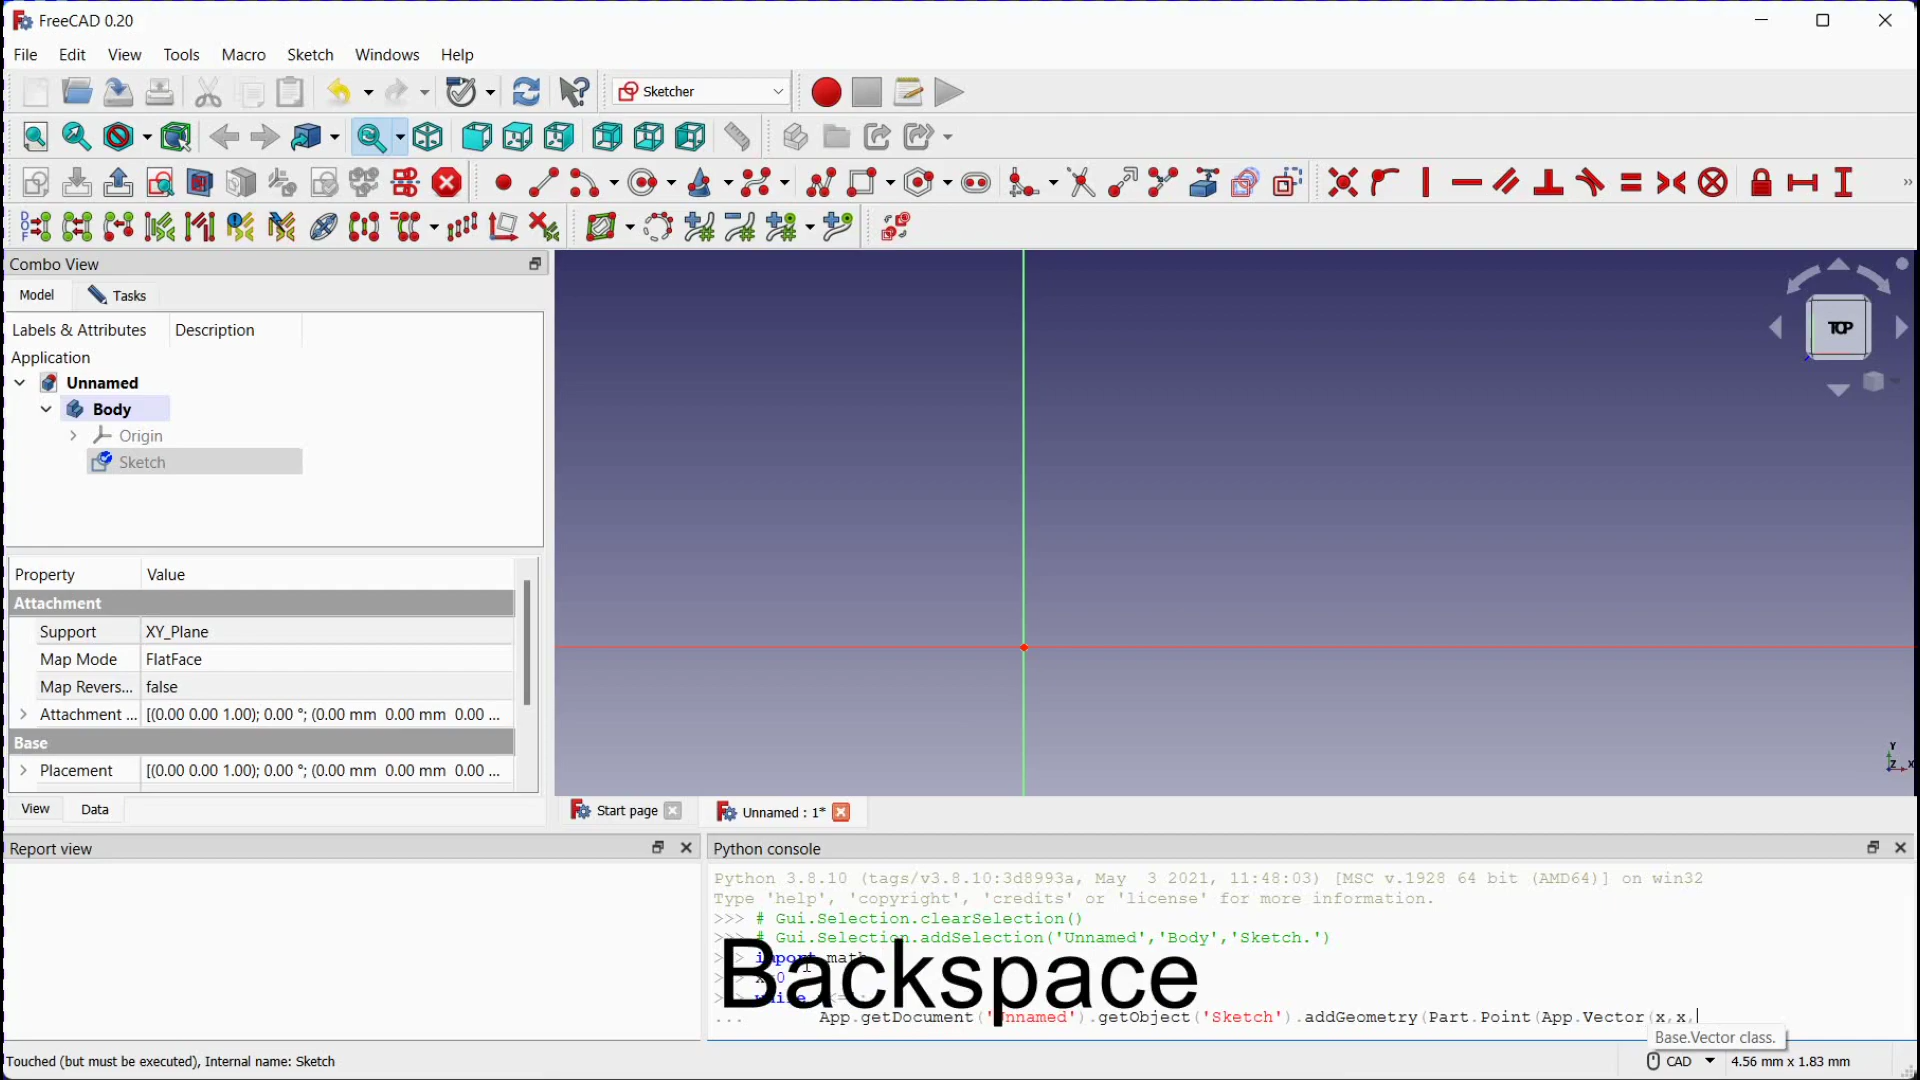 FreeCAD 0.20
File Edit View Tools Macro Sketch Windows Help
Sketcher
Combo View
Model Tasks
Labels & Attributes Description
Application
Unnamed
Body
Origin
Sketch
TOP
Property Value
Attachment
Support XY_Plane
Map Mode FlatFace
Map Revers... false
Attachment ... [(0.00 0.00 1.00); 0.00 °; (0.00 mm 0.00 mm 0.00 ...
Base
Placement [(0.00 0.00 1.00); 0.00 °; (0.00 mm 0.00 mm 0.00 ...
Y
Z X
View Data
Start page Unnamed : 1*
Report view
Python console
Python 3.8.10 (tags/v3.8.10:3d8993a, May 3 2021, 11:48:03) [MSC v.1928 64 bit (AMD64)] on win32
Type 'help', 'copyright', 'credits' or 'license' for more information.
>>> # Gui.Selection.clearSelection()
>>> # Gui.Selection.addSelection('Unnamed','Body','Sketch.')
import math
while
... App.getDocument('Unnamed').getObject('Sketch').addGeometry(Part.Point(App.Vector(x,x,
Backspace
Base.Vector class.
Touched (but must be executed), Internal name: Sketch
CAD 4.56 mm x 1.83 mm